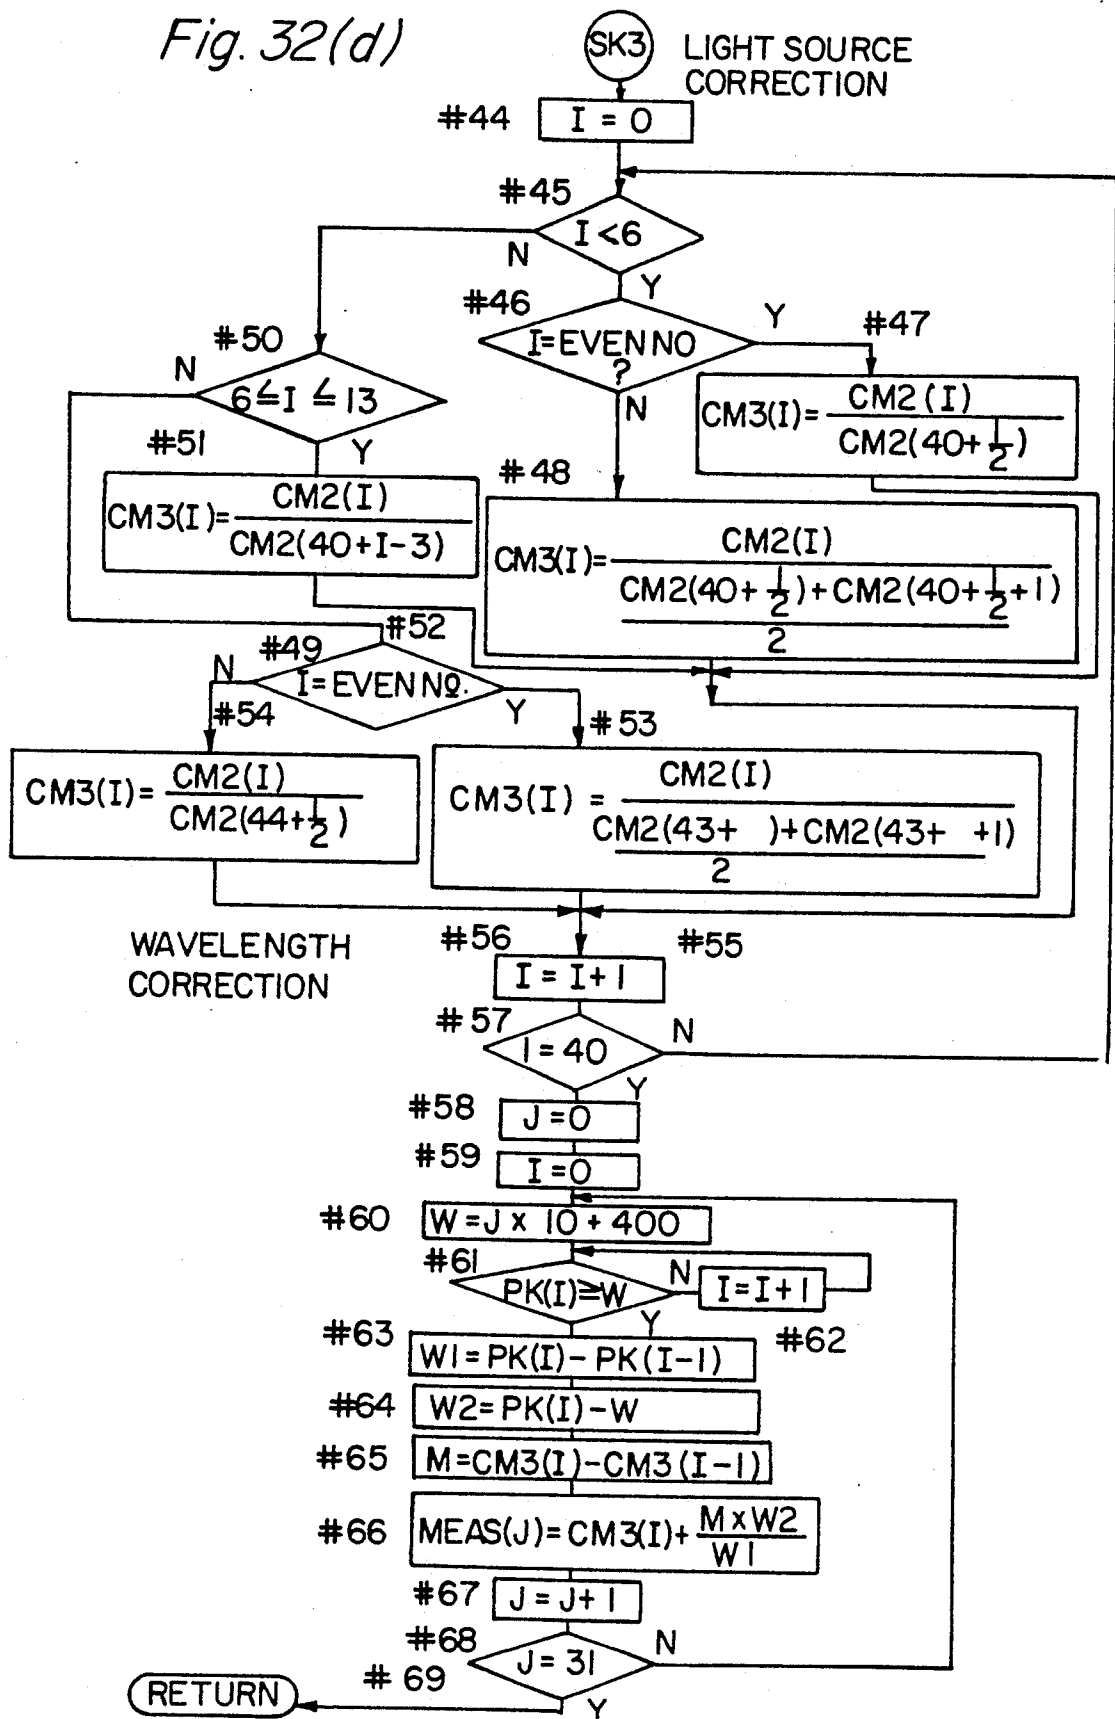 Fig. 32(d)
SK3
LIGHT SOURCE
CORRECTION
#44
I = 0
#45
I < 6
N
Y
#46
I = EVEN NO
?
Y
N
#47
CM3(I) = CM2(I) / CM2(40+1/2)
#48
CM3(I) = CM2(I) / ((CM2(40+1/2)+CM2(40+1/2+1)) / 2)
#50
6 ≦ I ≦ 13
N
Y
#51
CM3(I) = CM2(I) / CM2(40+I-3)
#52
#49
I = EVEN NO.
N
Y
#54
CM3(I) = CM2(I) / CM2(44+1/2)
#53
CM3(I) = CM2(I) / ((CM2(43+ )+CM2(43+ +1)) / 2)
WAVELENGTH
CORRECTION
#56
#55
I = I+1
#57
I = 40
N
Y
#58
J = 0
#59
I = 0
#60
W = J x 10 + 400
#61
PK(I) ≧ W
N
I = I+1
Y
#62
#63
W1 = PK(I) - PK(I-1)
#64
W2 = PK(I) - W
#65
M = CM3(I) - CM3(I-1)
#66
MEAS(J) = CM3(I) + M x W2 / W1
#67
J = J+1
#68
J = 31
N
Y
#69
RETURN